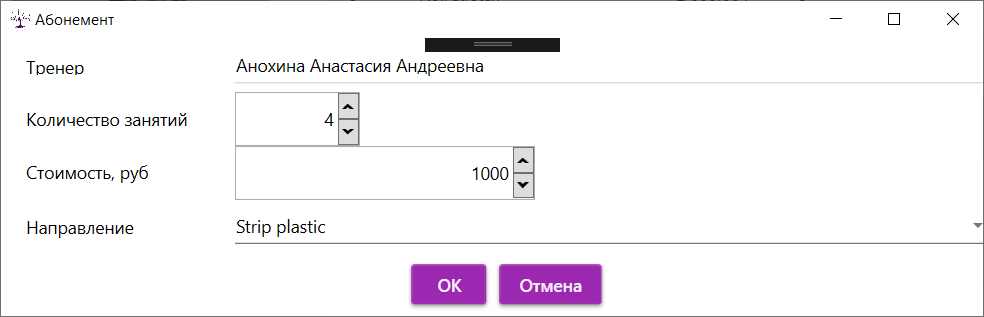 Абонемент
Тренер Анохина Анастасия Андреевна
Количество занятий 4
Стоимость, руб 1000
Направление Strip plastic
ОК Отмена